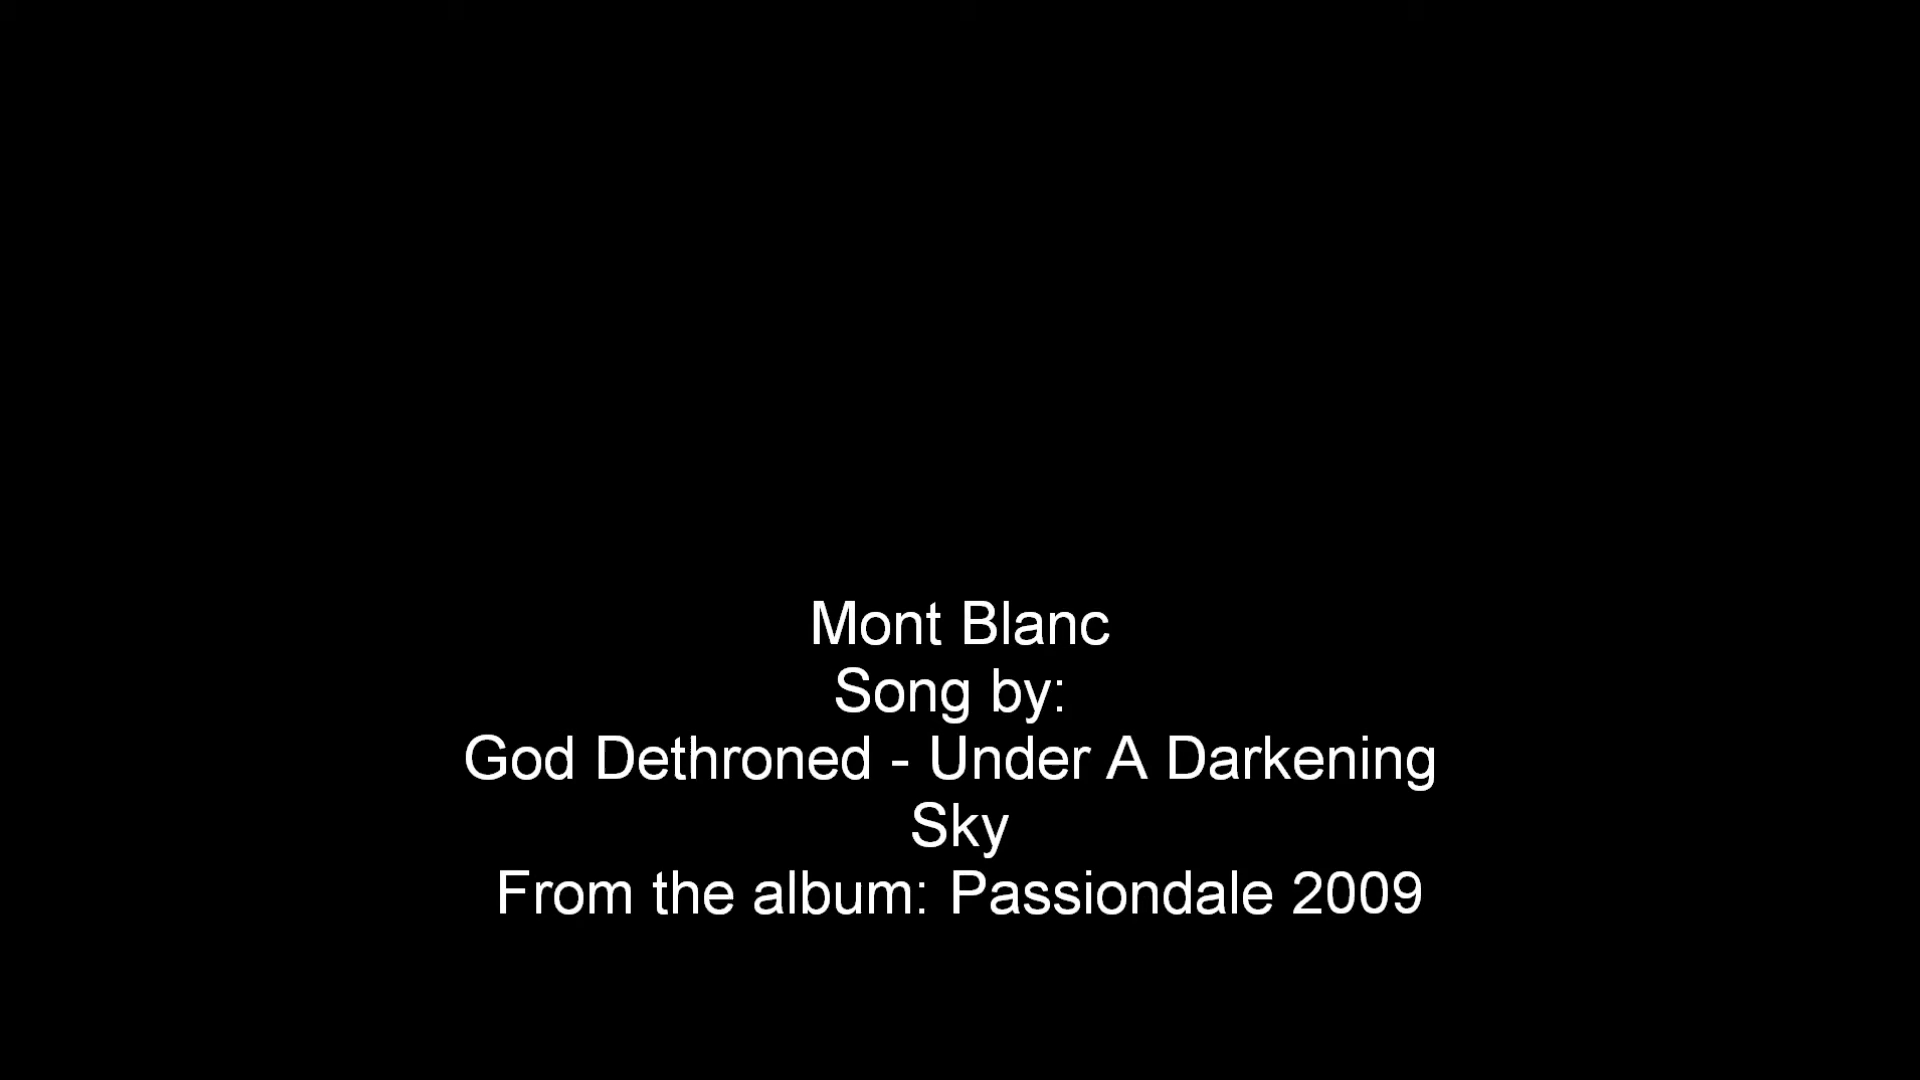 Mont Blanc
Song by:
God Dethroned - Under A Darkening
Sky
From the album: Passiondale 2009